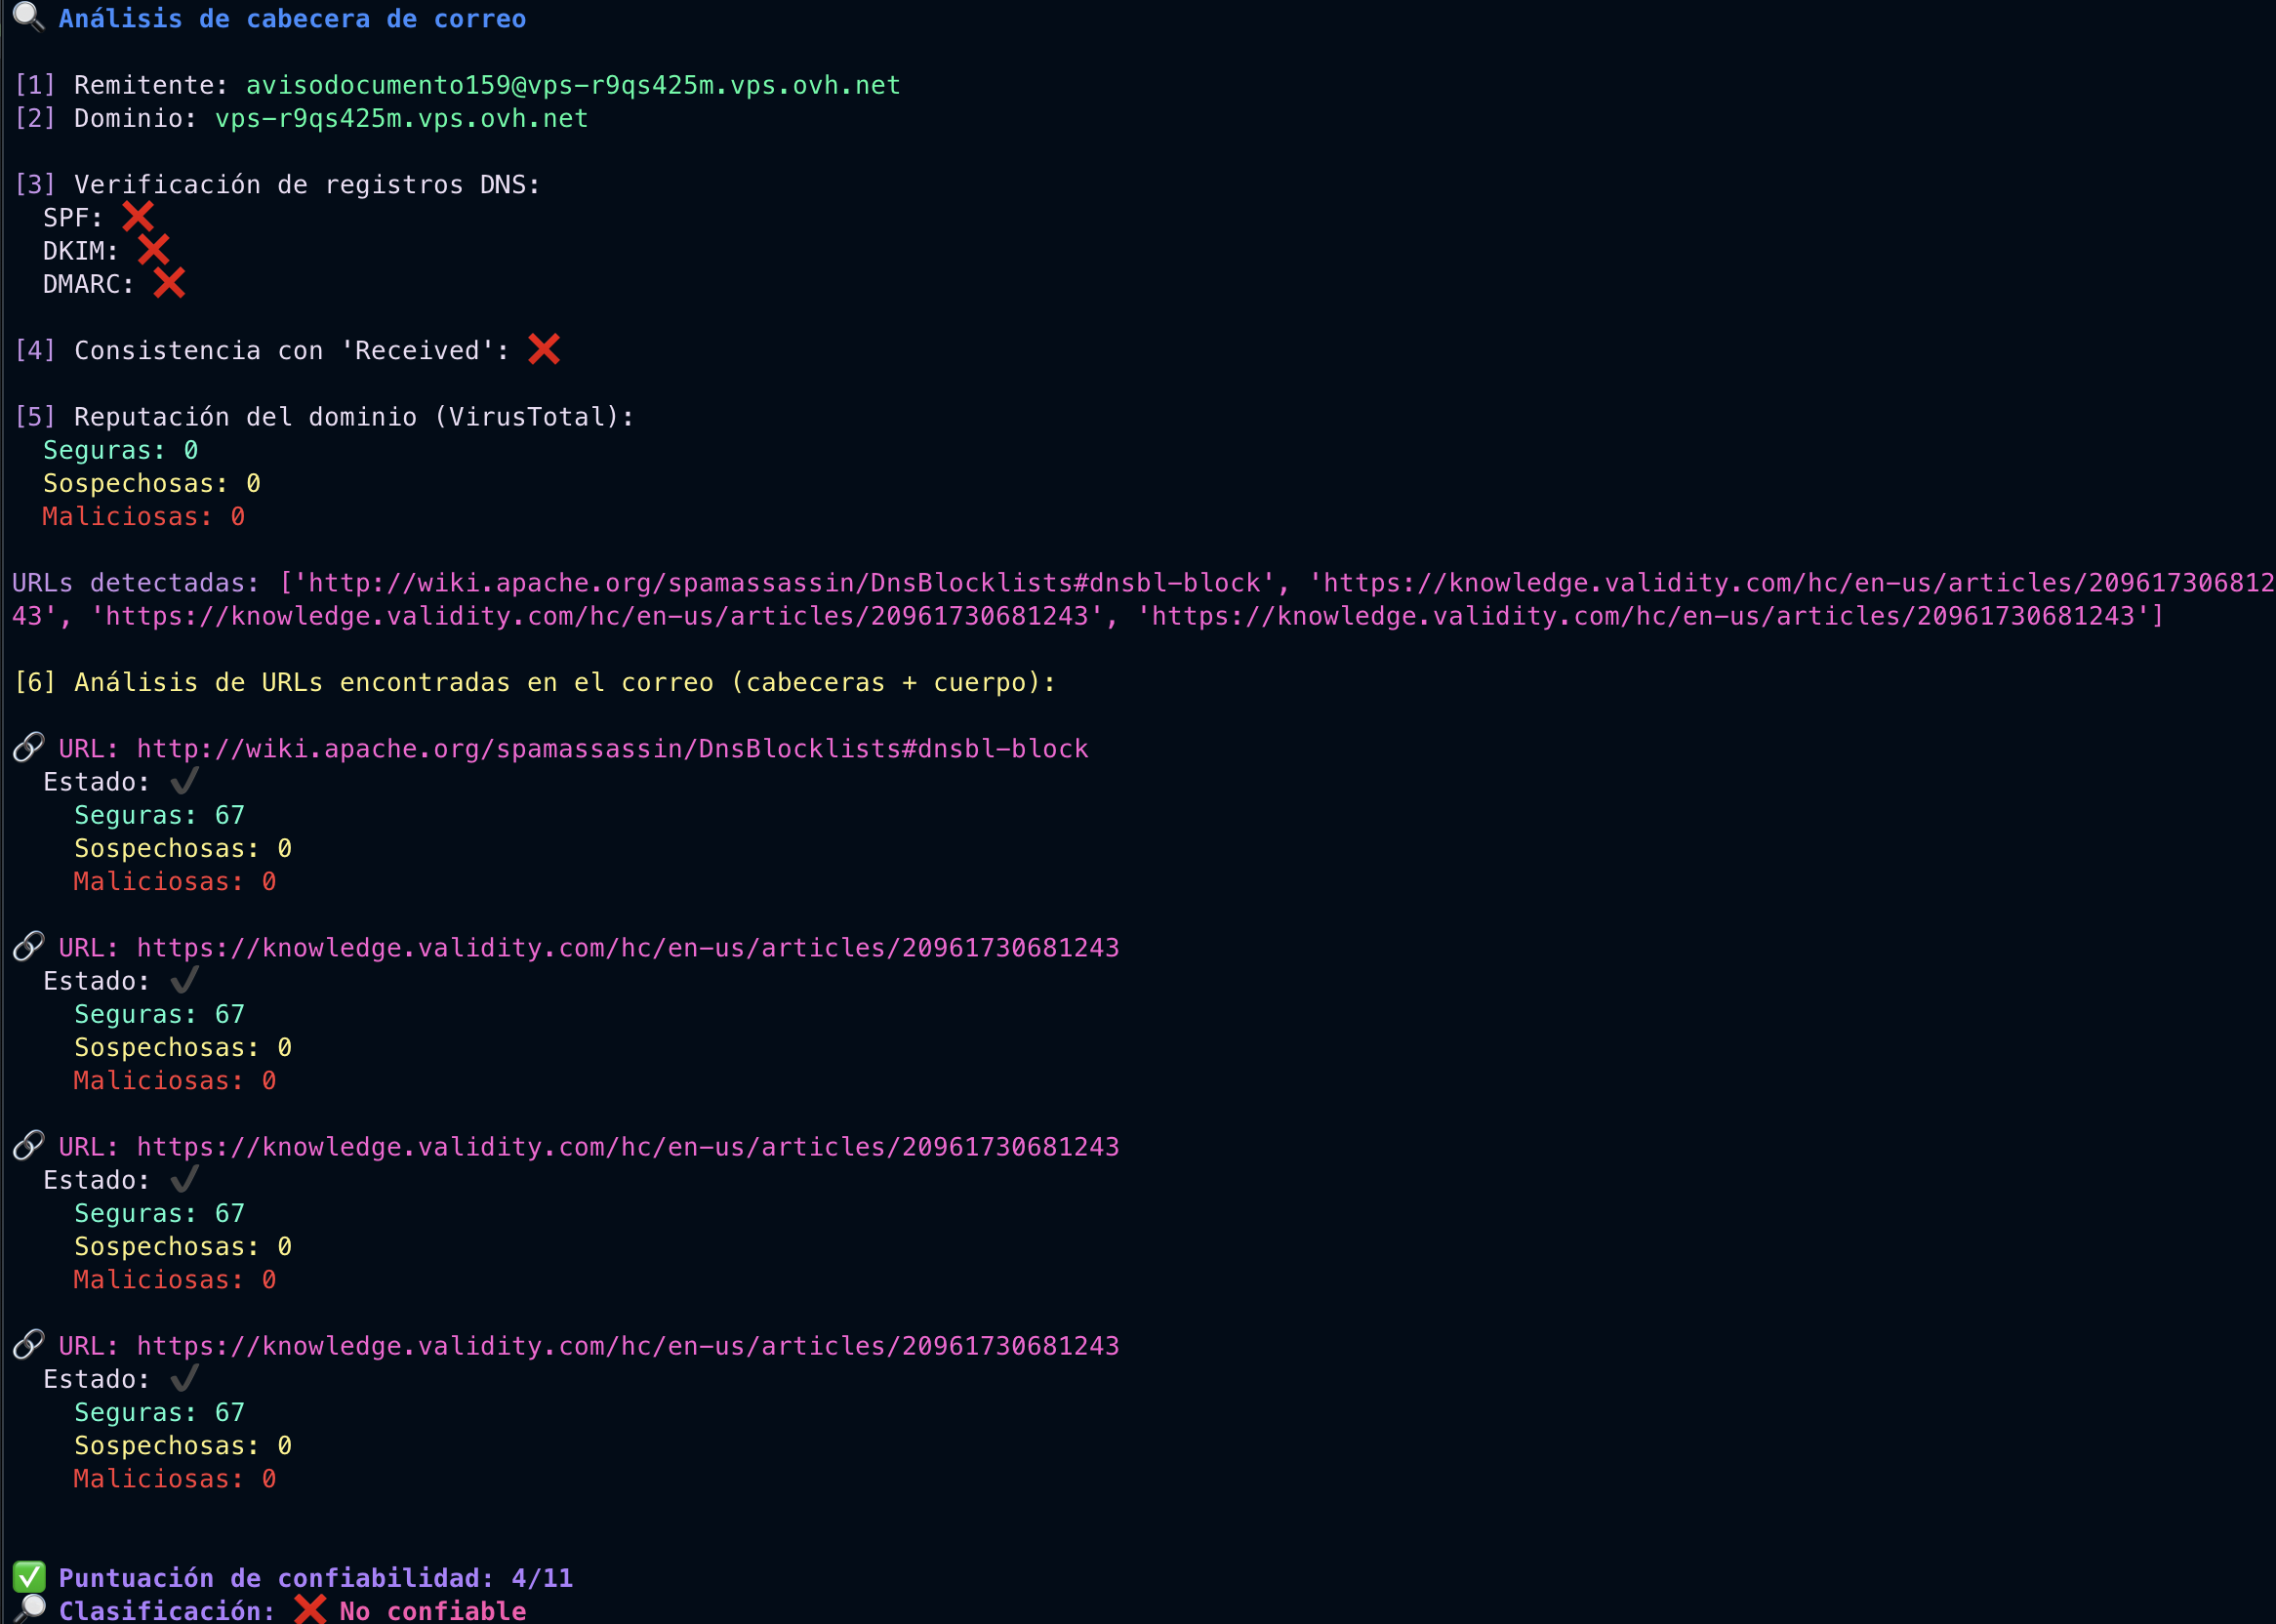 🔍 Análisis de cabecera de correo
[1] Remitente: avisodocumento159@vps-r9qs425m.vps.ovh.net
[2] Dominio: vps-r9qs425m.vps.ovh.net
[3] Verificación de registros DNS:
SPF: ❌
DKIM: ❌
DMARC: ❌
[4] Consistencia con 'Received': ❌
[5] Reputación del dominio (VirusTotal):
Seguras: 0
Sospechosas: 0
Maliciosas: 0
URLs detectadas: ['http://wiki.apache.org/spamassassin/DnsBlocklists#dnsbl-block', 'https://knowledge.validity.com/hc/en-us/articles/209617306812
43', 'https://knowledge.validity.com/hc/en-us/articles/20961730681243', 'https://knowledge.validity.com/hc/en-us/articles/20961730681243']
[6] Análisis de URLs encontradas en el correo (cabeceras + cuerpo):
🔗 URL: http://wiki.apache.org/spamassassin/DnsBlocklists#dnsbl-block
Estado: ✔
Seguras: 67
Sospechosas: 0
Maliciosas: 0
🔗 URL: https://knowledge.validity.com/hc/en-us/articles/20961730681243
Estado: ✔
Seguras: 67
Sospechosas: 0
Maliciosas: 0
🔗 URL: https://knowledge.validity.com/hc/en-us/articles/20961730681243
Estado: ✔
Seguras: 67
Sospechosas: 0
Maliciosas: 0
🔗 URL: https://knowledge.validity.com/hc/en-us/articles/20961730681243
Estado: ✔
Seguras: 67
Sospechosas: 0
Maliciosas: 0
✅ Puntuación de confiabilidad: 4/11
🔎 Clasificación: ❌ No confiable